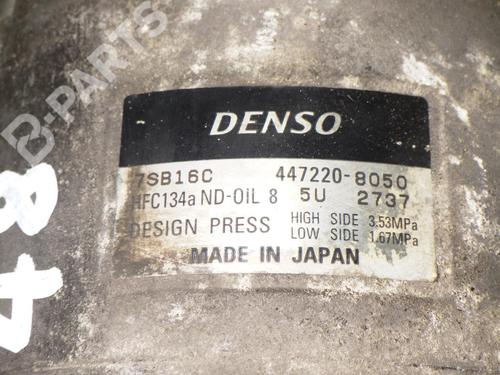 B-PARTS
DENSO
7SB16C 447220-8050
HFC134a ND-OIL 8 5U 2737
DESIGN PRESS HIGH SIDE 3.53MPa
LOW SIDE 1.67MPa
MADE IN JAPAN
48